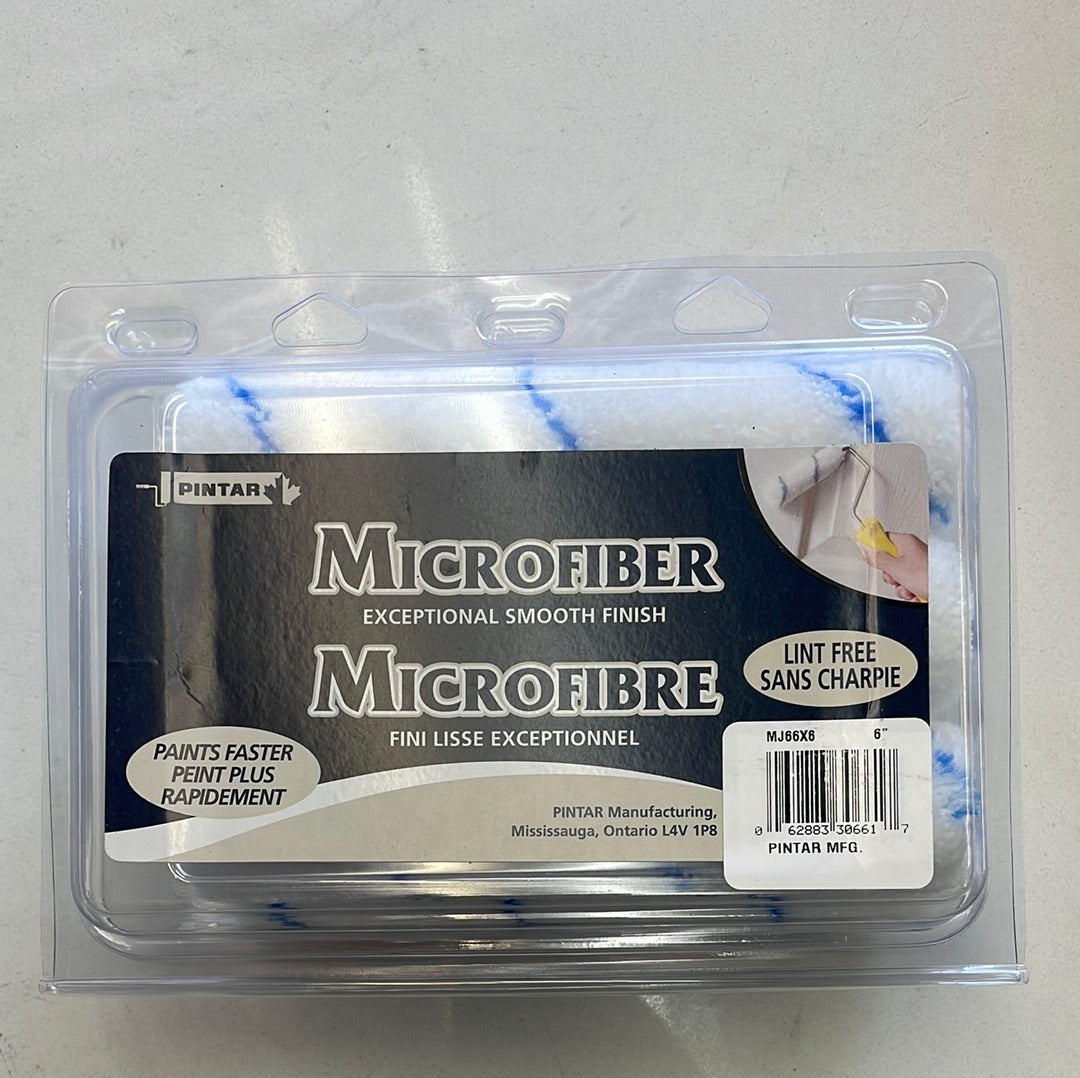 PINTAR
MICROFIBER
EXCEPTIONAL SMOOTH FINISH
MICROFIBRE
FINI LISSE EXCEPTIONNEL
LINT FREE
SANS CHARPIE
PAINTS FASTER
PEINT PLUS
RAPIDEMENT
PINTAR Manufacturing,
Mississauga, Ontario L4V 1P8
MJ66X6 6"
0 62883 30661 7
PINTAR MFG.